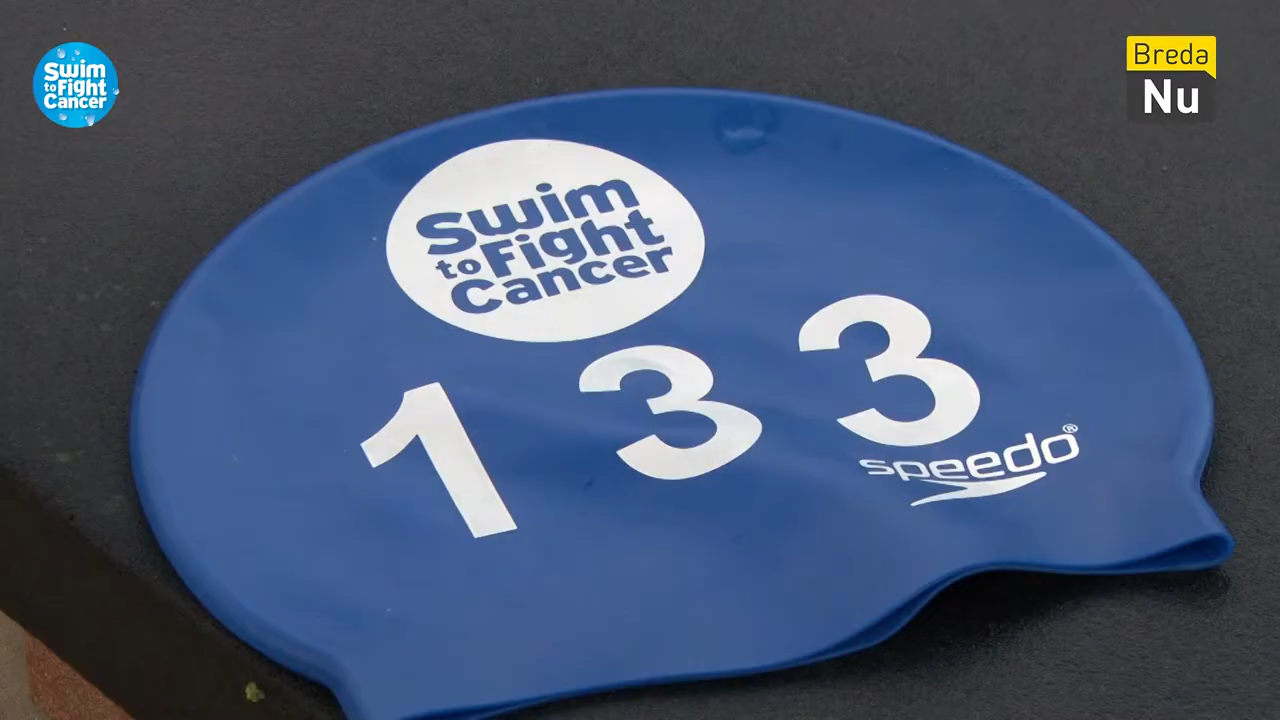 Swim
to Fight
Cancer
Breda
Nu
Swim
to Fight
Cancer
133
speedo®